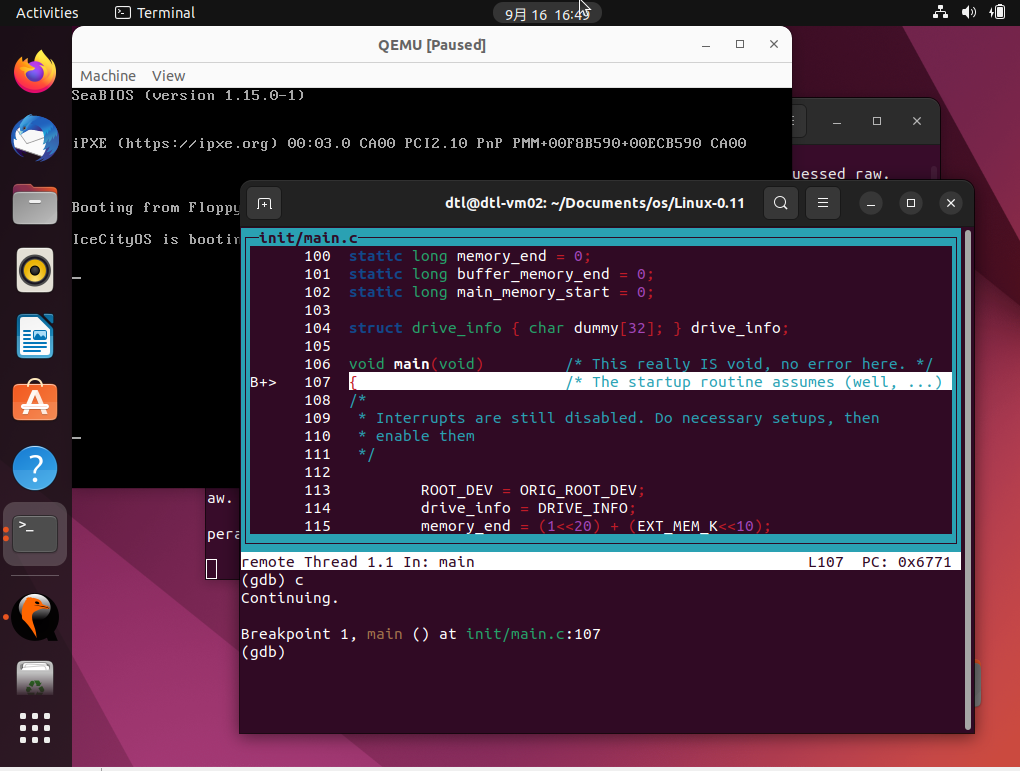 Activities Terminal 9月 16 16:49
QEMU [Paused]
Machine View
SeaBIOS (version 1.15.0-1)
iPXE (https://ipxe.org) 00:03.0 CA00 PCI2.10 PnP PMM+00F8B590+00ECB590 CA00
uessed raw.
Booting from Floppy
IceCityOS is bootin
dtl@dtl-vm02: ~/Documents/os/Linux-0.11
init/main.c
100 static long memory_end = 0;
101 static long buffer_memory_end = 0;
102 static long main_memory_start = 0;
103
104 struct drive_info { char dummy[32]; } drive_info;
105
106 void main(void) /* This really IS void, no error here. */
B+> 107 { /* The startup routine assumes (well, ...)
108 /*
109 * Interrupts are still disabled. Do necessary setups, then
110 * enable them
111 */
112
113 ROOT_DEV = ORIG_ROOT_DEV;
114 drive_info = DRIVE_INFO;
115 memory_end = (1<<20) + (EXT_MEM_K<<10);
remote Thread 1.1 In: main L107 PC: 0x6771
(gdb) c
Continuing.
Breakpoint 1, main () at init/main.c:107
(gdb)
aw.
pera